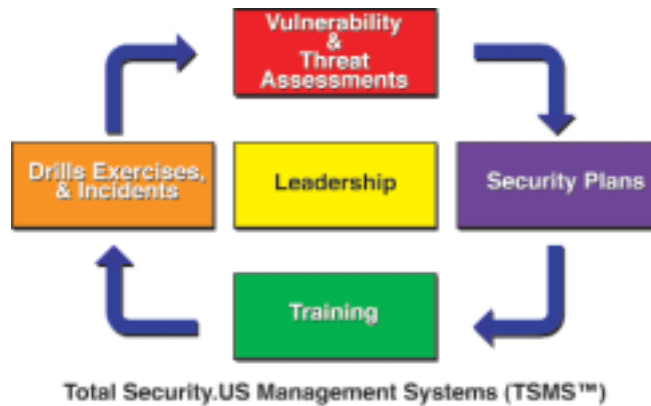 Vulnerability
&
Threat
Assessments
Drills Exercises,
& Incidents
Leadership
Security Plans
Training
Total Security.US Management Systems (TSMS™)